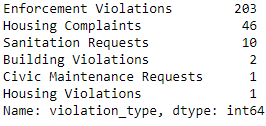 Enforcement Violations 203
Housing Complaints 46
Sanitation Requests 10
Building Violations 2
Civic Maintenance Requests 1
Housing Violations 1
Name: violation_type, dtype: int64